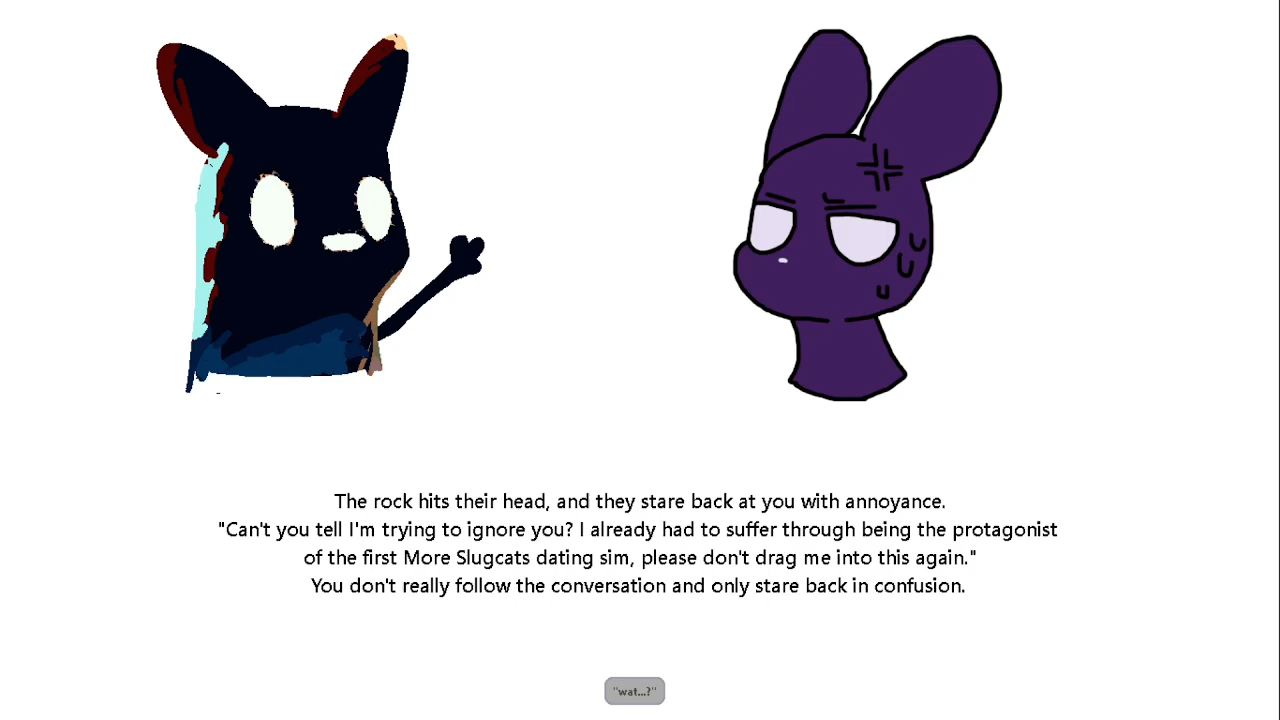 The rock hits their head, and they stare back at you with annoyance.
"Can't you tell I'm trying to ignore you? I already had to suffer through being the protagonist
of the first More Slugcats dating sim, please don't drag me into this again."
You don't really follow the conversation and only stare back in confusion.
"wat...?"